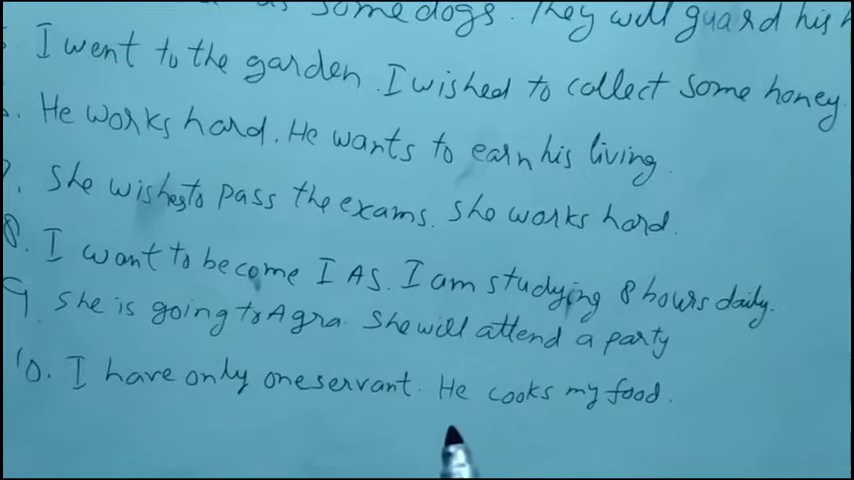 some dogs. They will guard his
I went to the garden. I wished to collect some honey.
He works hard. He wants to earn his living.
7. She wishes to pass the exams. She works hard.
8. I want to become IAS. I am studying 8 hours daily.
9. She is going to Agra. She will attend a party
10. I have only one servant. He cooks my food.